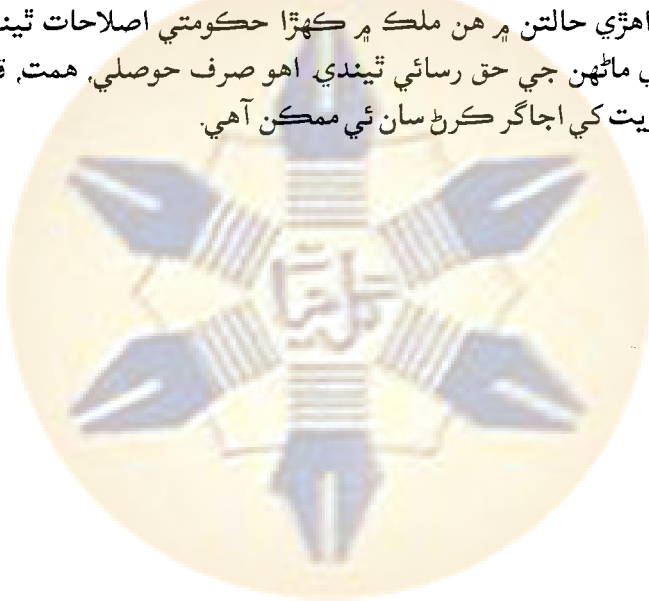 اهڙي حالتن ۾ هن ملڪ ۾ ڪهڙا حڪومتي اصلاحات ٿيند
ي ماڻهن جي حق رسائي ٿيندي. اهو صرف حوصلي, همت, ق
ريت کي اجاگر ڪرڻ سان ئي ممڪن آهي.